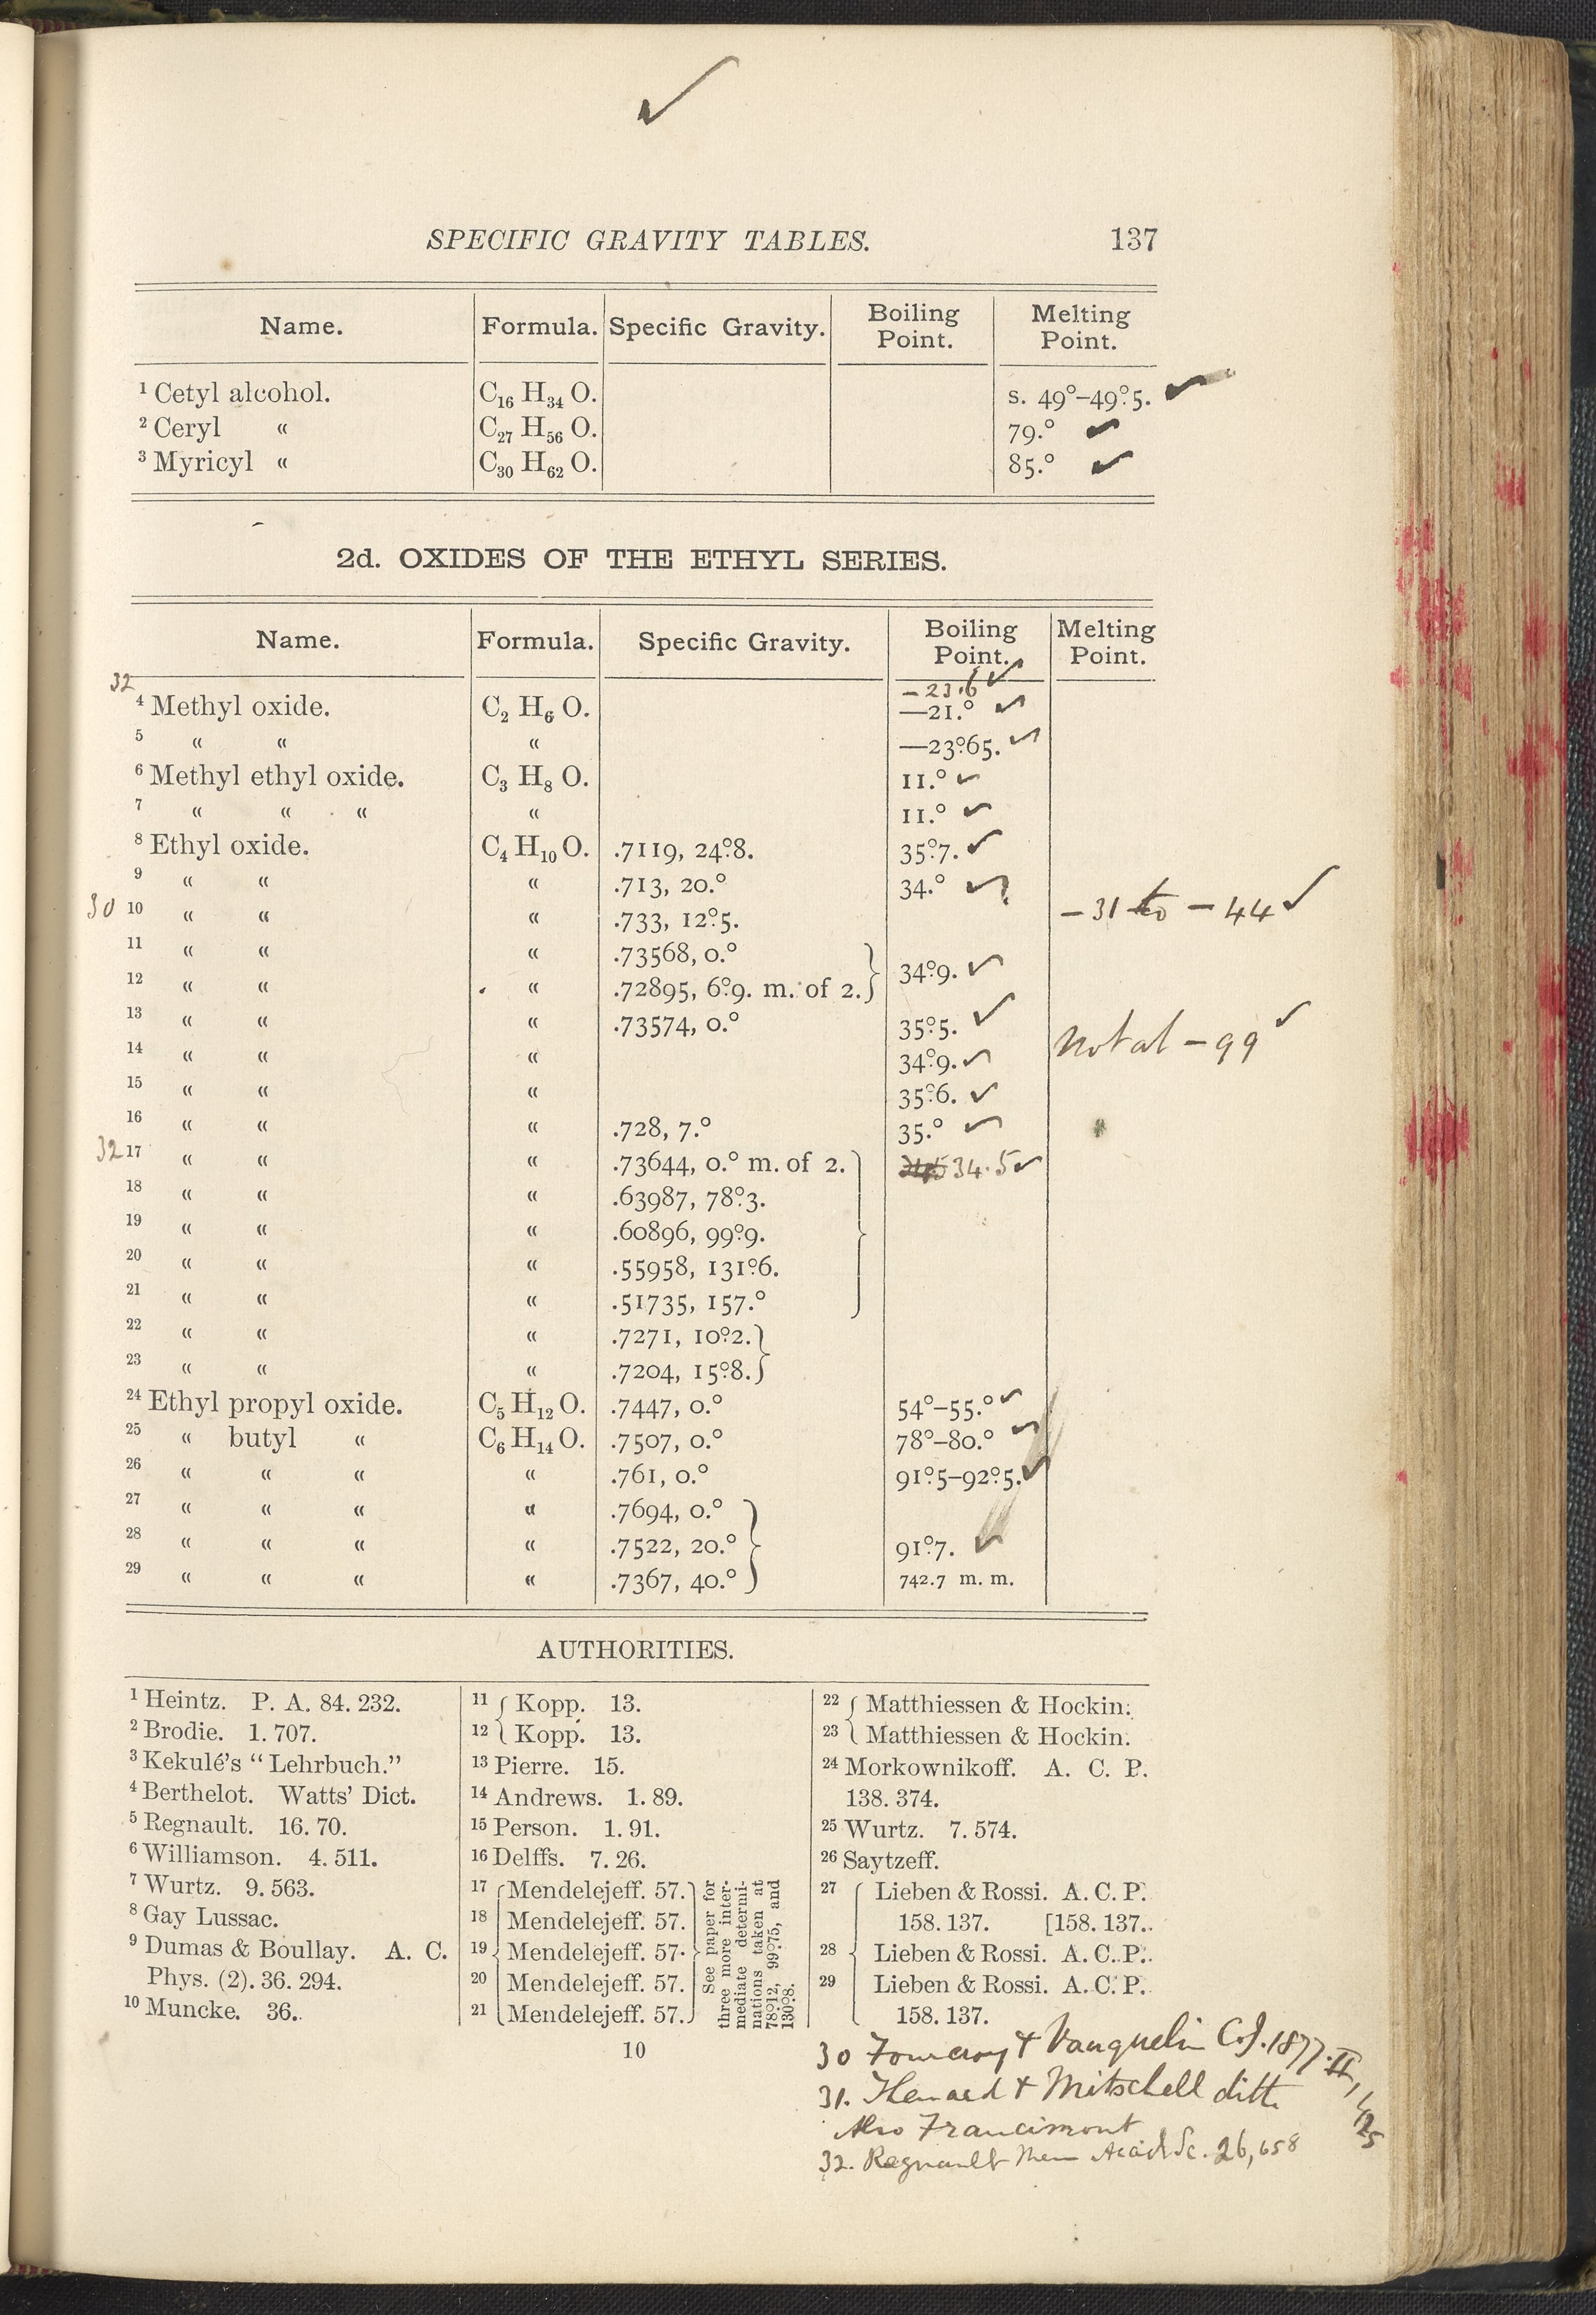 ✓
SPECIFIC GRAVITY TABLES. 137
Name. Formula. Specific Gravity. Boiling Point. Melting Point.
1 Cetyl alcohol. C16 H34 O. s. 49°–49°.5. ✓
2 Ceryl “ C27 H56 O. 79.° ✓
3 Myricyl “ C30 H62 O. 85.° ✓
2d. OXIDES OF THE ETHYL SERIES.
Name. Formula. Specific Gravity. Boiling Point. Melting Point.
32 –23.6 ✓
4 Methyl oxide. C2 H6 O. —21.° ✓
5 “ “ “ —23°.65. ✓
6 Methyl ethyl oxide. C3 H8 O. 11.° ✓
7 “ “ “ “ 11.° ✓
8 Ethyl oxide. C4 H10 O. .7119, 24°.8. 35°.7. ✓
9 “ “ “ .713, 20.° 34.° ✓
30 10 “ “ “ .733, 12°.5. –31 to –44 ✓
11 “ “ “ .73568, 0.°
12 “ “ “ .72895, 6°.9. m. of 2. } 34°.9. ✓
13 “ “ “ .73574, 0.° 35°.5. ✓
14 “ “ “ 34°.9. ✓ not at –99 ✓
15 “ “ “ 35°.6. ✓
16 “ “ “ .728, 7.° 35.° ✓
32 17 “ “ “ .73644, 0.° m. of 2. 34.5 ✓
18 “ “ “ .63987, 78°.3.
19 “ “ “ .60896, 99°.9.
20 “ “ “ .55958, 131°.6.
21 “ “ “ .51735, 157.°
22 “ “ “ .7271, 10°.2.
23 “ “ “ .7204, 15°.8.
24 Ethyl propyl oxide. C5 H12 O. .7447, 0.° 54°–55.° ✓
25 “ butyl “ C6 H14 O. .7507, 0.° 78°–80.° ✓
26 “ “ “ “ .761, 0.° 91°.5–92°.5. ✓
27 “ “ “ “ .7694, 0.°
28 “ “ “ “ .7522, 20.° 91°.7. ✓
29 “ “ “ “ .7367, 40.° 742.7 m. m.
AUTHORITIES.
1 Heintz. P. A. 84. 232.
2 Brodie. 1. 707.
3 Kekulé's “Lehrbuch.”
4 Berthelot. Watts' Dict.
5 Regnault. 16. 70.
6 Williamson. 4. 511.
7 Wurtz. 9. 563.
8 Gay Lussac.
9 Dumas & Boullay. A. C.
Phys. (2). 36. 294.
10 Muncke. 36.
11 Kopp. 13.
12 Kopp. 13.
13 Pierre. 15.
14 Andrews. 1. 89.
15 Person. 1. 91.
16 Delffs. 7. 26.
17 Mendelejeff. 57.
18 Mendelejeff. 57.
19 Mendelejeff. 57.
20 Mendelejeff. 57.
21 Mendelejeff. 57.
See paper for
three more inter-
mediate determi-
nations taken at
78°.12, 99°.75, and
130°.8.
22 Matthiessen & Hockin.
23 Matthiessen & Hockin.
24 Morkownikoff. A. C. P.
138. 374.
25 Wurtz. 7. 574.
26 Saytzeff.
27 Lieben & Rossi. A. C. P.
158. 137. [158. 137.
28 Lieben & Rossi. A. C. P.
29 Lieben & Rossi. A. C. P.
158. 137.
10
30 Fourcroy & Vauquelin C.J. 1877. II, 425
31. Thenard & Mitschell ditto
Also Francimont
32. Regnault Mem Acad Sc. 26, 658